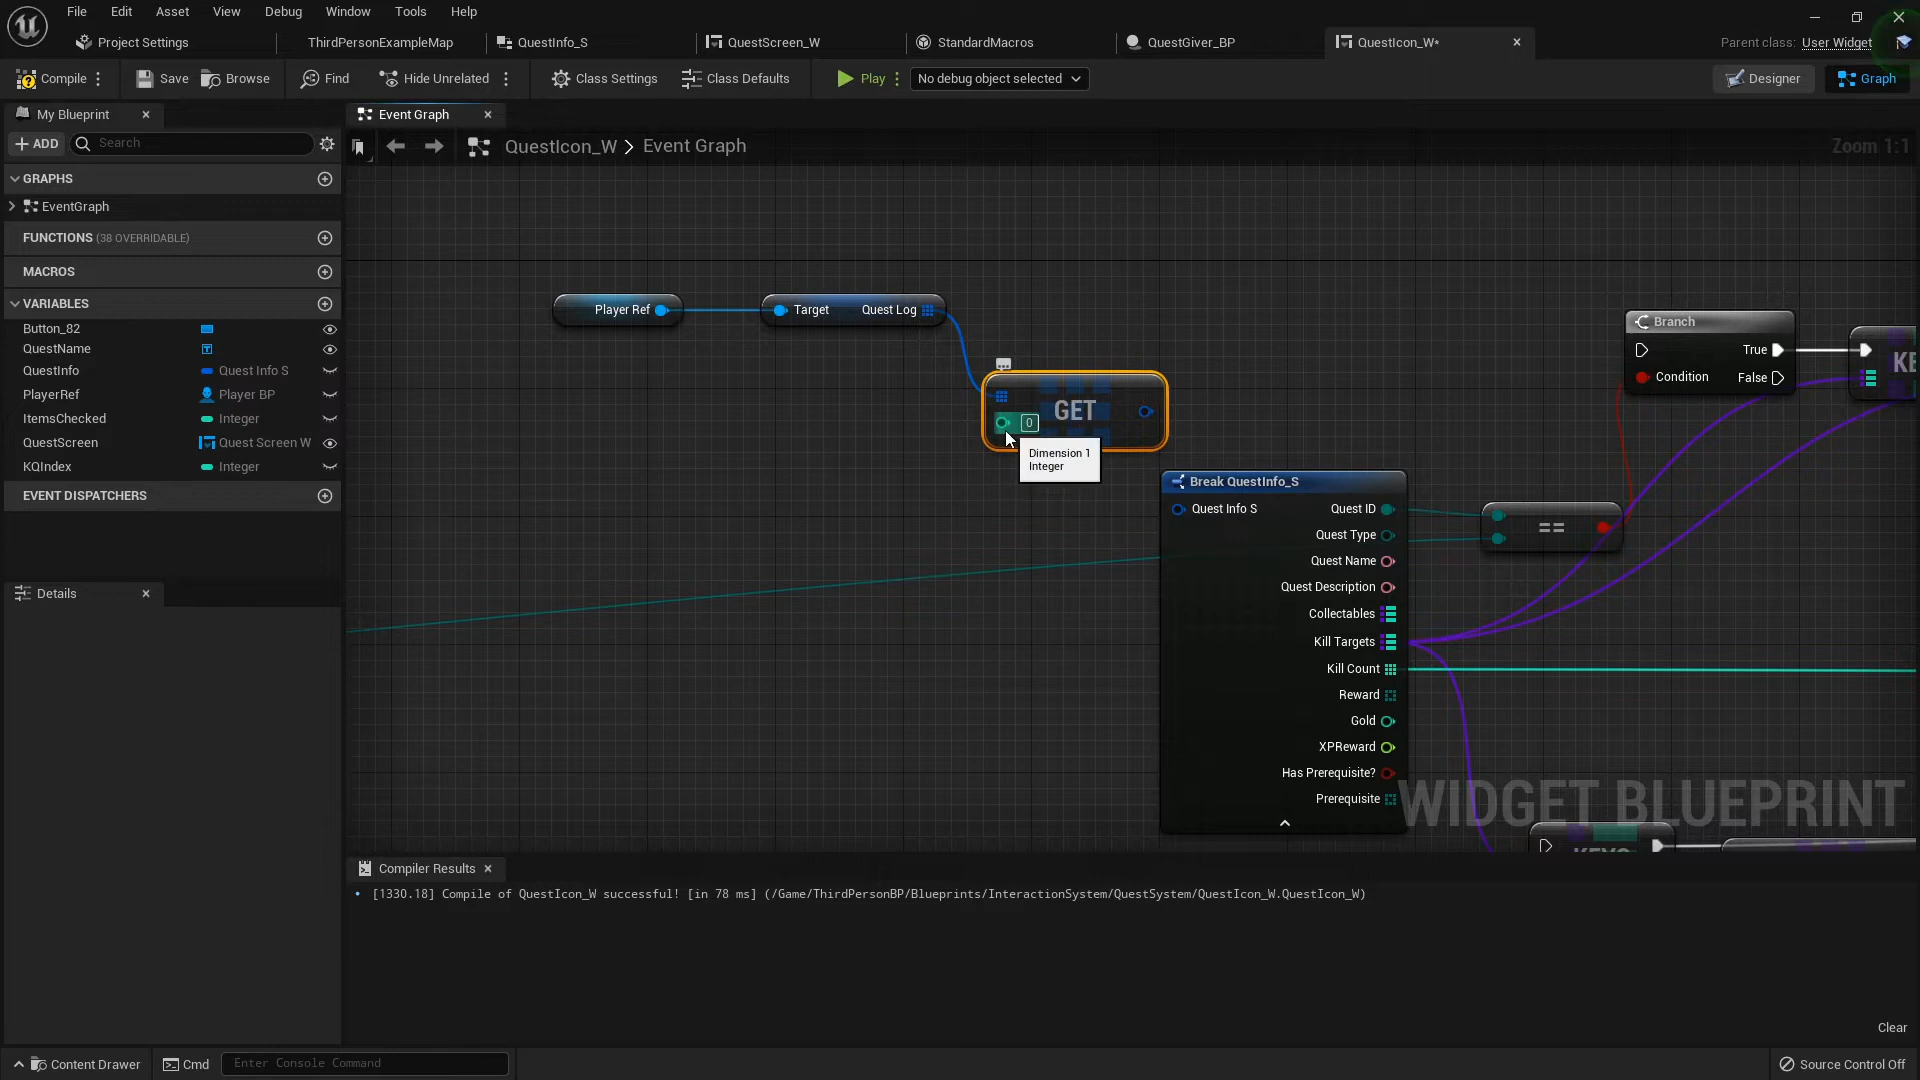 File Edit Asset View Debug Window Tools Help
Project Settings ThirdPersonExampleMap QuestInfo_S QuestScreen_W StandardMacros QuestGiver_BP QuestIcon_W* Parent class: User Widget
Compile Save Browse Find Hide Unrelated Class Settings Class Defaults Play No debug object selected Designer Graph
My Blueprint Event Graph
ADD Search QuestIcon_W > Event Graph Zoom 1:1
GRAPHS
EventGraph
FUNCTIONS (38 OVERRIDABLE)
MACROS
VARIABLES
Button_82
QuestName
QuestInfo Quest Info S
PlayerRef Player BP
ItemsChecked Integer
QuestScreen Quest Screen W
KQIndex Integer
EVENT DISPATCHERS
Details
Player Ref Target Quest Log
GET
0
Dimension 1
Integer
Branch
True
Condition False
KE
Break QuestInfo_S
Quest Info S Quest ID
Quest Type
Quest Name
Quest Description
Collectables
Kill Targets
Kill Count
Reward
Gold
XPReward
Has Prerequisite?
Prerequisite
==
WIDGET BLUEPRINT
KEYS
Compiler Results
[1330.18] Compile of QuestIcon_W successful! [in 78 ms] (/Game/ThirdPersonBP/Blueprints/InteractionSystem/QuestSystem/QuestIcon_W.QuestIcon_W)
Clear
Content Drawer Cmd Enter Console Command Source Control Off